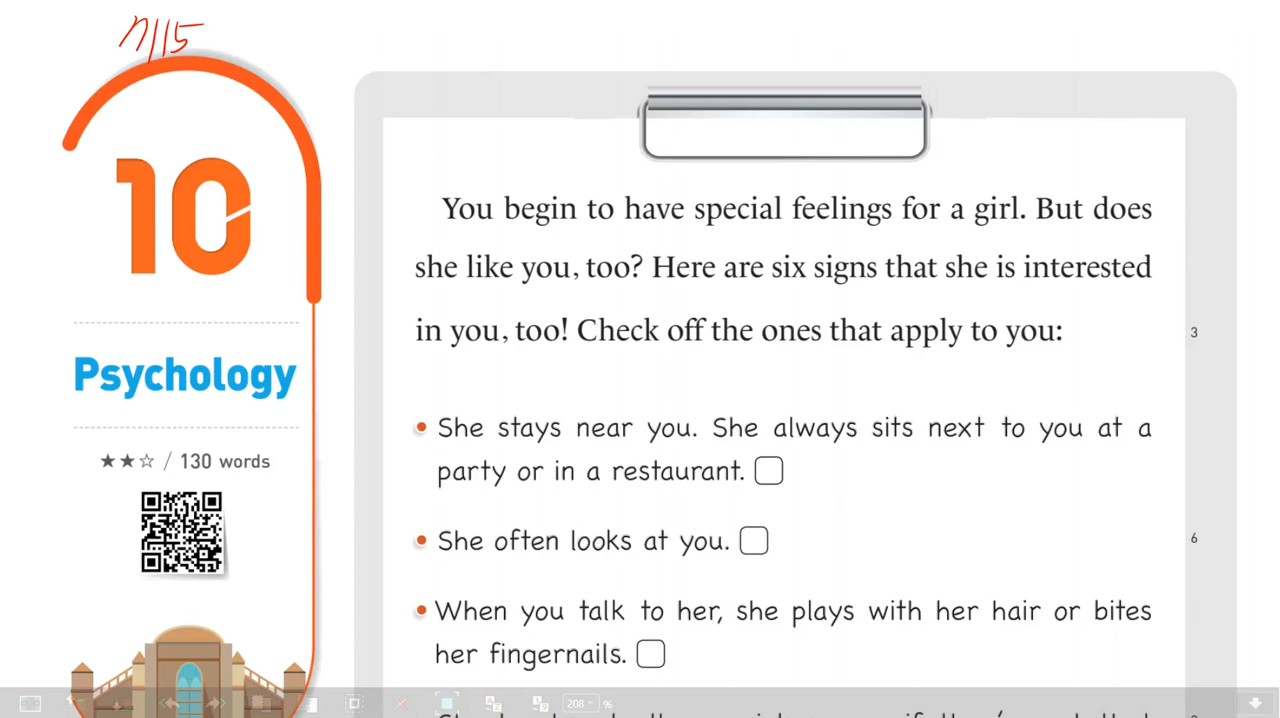 7/15
10
Psychology
★★☆ / 130 words
You begin to have special feelings for a girl. But does
she like you, too? Here are six signs that she is interested
in you, too! Check off the ones that apply to you:
3
• She stays near you. She always sits next to you at a
party or in a restaurant.
• She often looks at you.
6
• When you talk to her, she plays with her hair or bites
her fingernails.
208 %